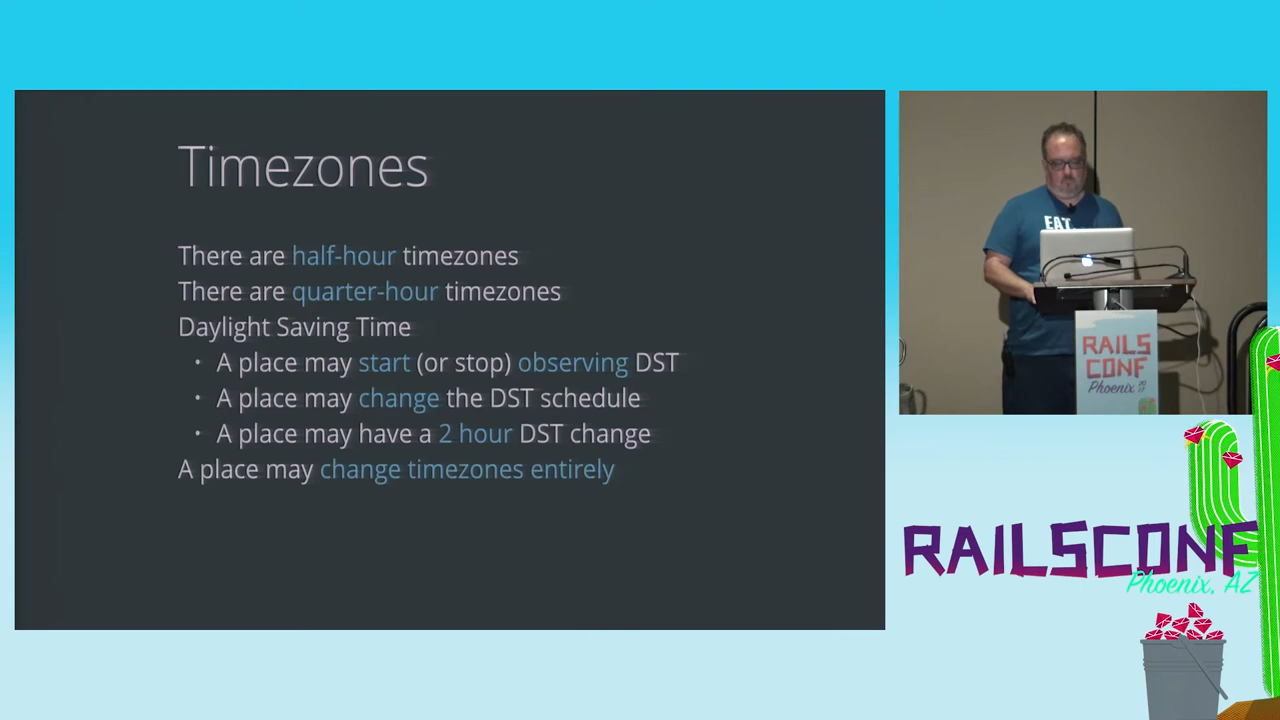 Timezones
There are half-hour timezones
There are quarter-hour timezones
Daylight Saving Time
• A place may start (or stop) observing DST
• A place may change the DST schedule
• A place may have a 2 hour DST change
A place may change timezones entirely
EAT.
RAILS
CONF
Phoenix 20
17
RAILSCONF
Phoenix, AZ